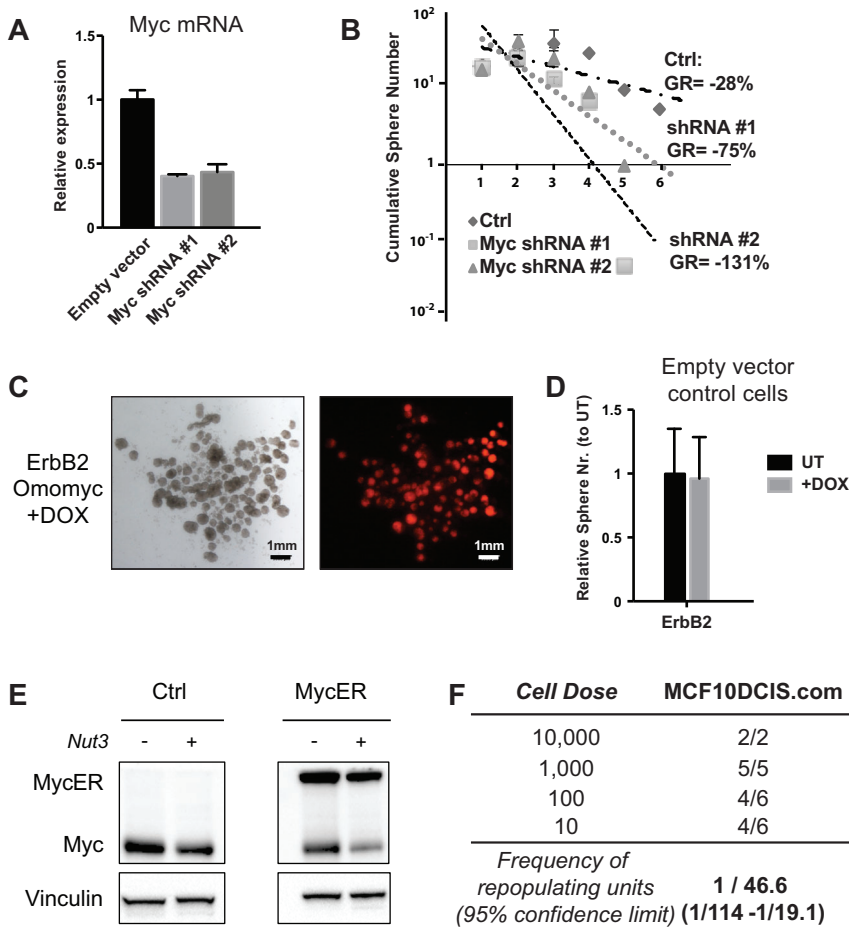 A
Myc mRNA
Relative expression
1.5
1
0.5
0
Empty vector
Myc shRNA #1
Myc shRNA #2
B
Cumulative Sphere Number
10²
10¹
1
10⁻¹
10⁻²
1 2 3 4 5 6
Ctrl:
GR= -28%
shRNA #1
GR= -75%
shRNA #2
GR= -131%
Ctrl
Myc shRNA #1
Myc shRNA #2
C
ErbB2
Omomyc
+DOX
1mm
1mm
D
Empty vector
control cells
Relative Sphere Nr. (to UT)
1.5
1
0.5
0
ErbB2
UT
+DOX
E
Ctrl MycER
Nut3 - + - +
MycER
Myc
Vinculin
F
Cell Dose MCF10DCIS.com
10,000 2/2
1,000 5/5
100 4/6
10 4/6
Frequency of
repopulating units 1 / 46.6
(95% confidence limit) (1/114 -1/19.1)